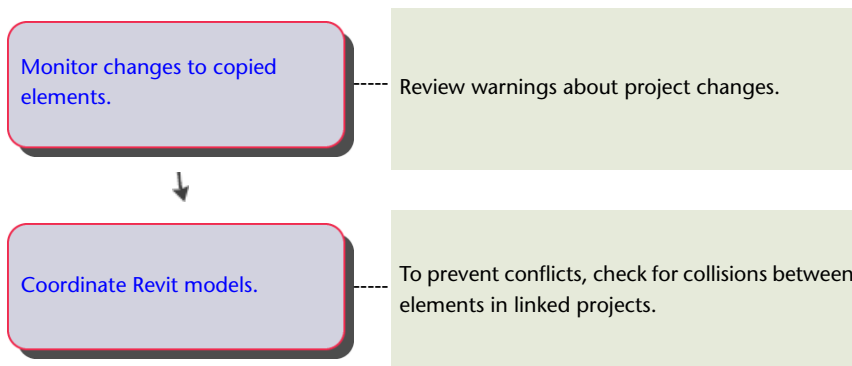 Monitor changes to copied
elements.
Review warnings about project changes.
Coordinate Revit models.
To prevent conflicts, check for collisions between
elements in linked projects.